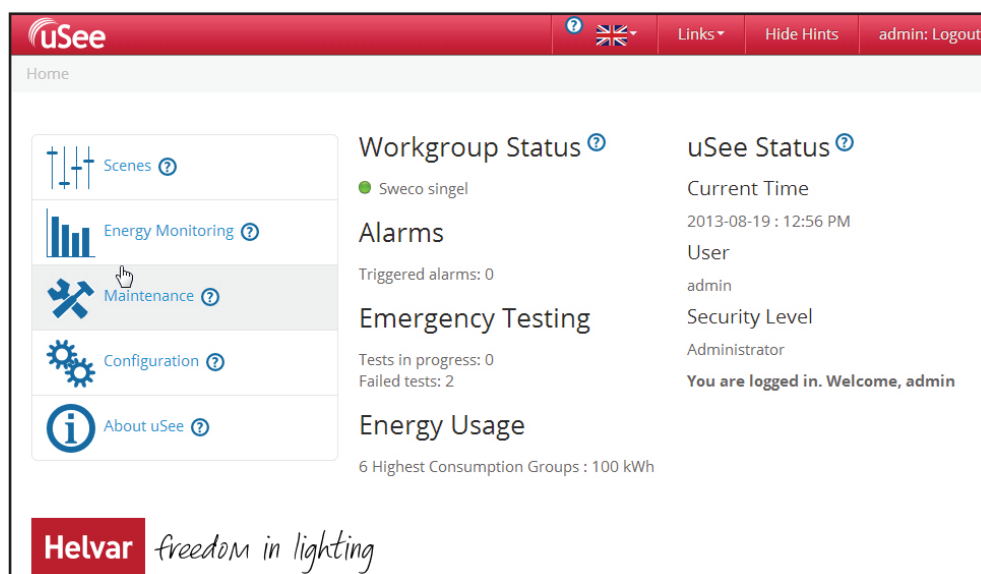 uSee
Links
Hide Hints
admin: Logout
Home
Scenes
Energy Monitoring
Maintenance
Configuration
About uSee
Workgroup Status
Sweco singel
Alarms
Triggered alarms: 0
Emergency Testing
Tests in progress: 0
Failed tests: 2
Energy Usage
6 Highest Consumption Groups : 100 kWh
uSee Status
Current Time
2013-08-19 : 12:56 PM
User
admin
Security Level
Administrator
You are logged in. Welcome, admin
Helvar freedom in lighting